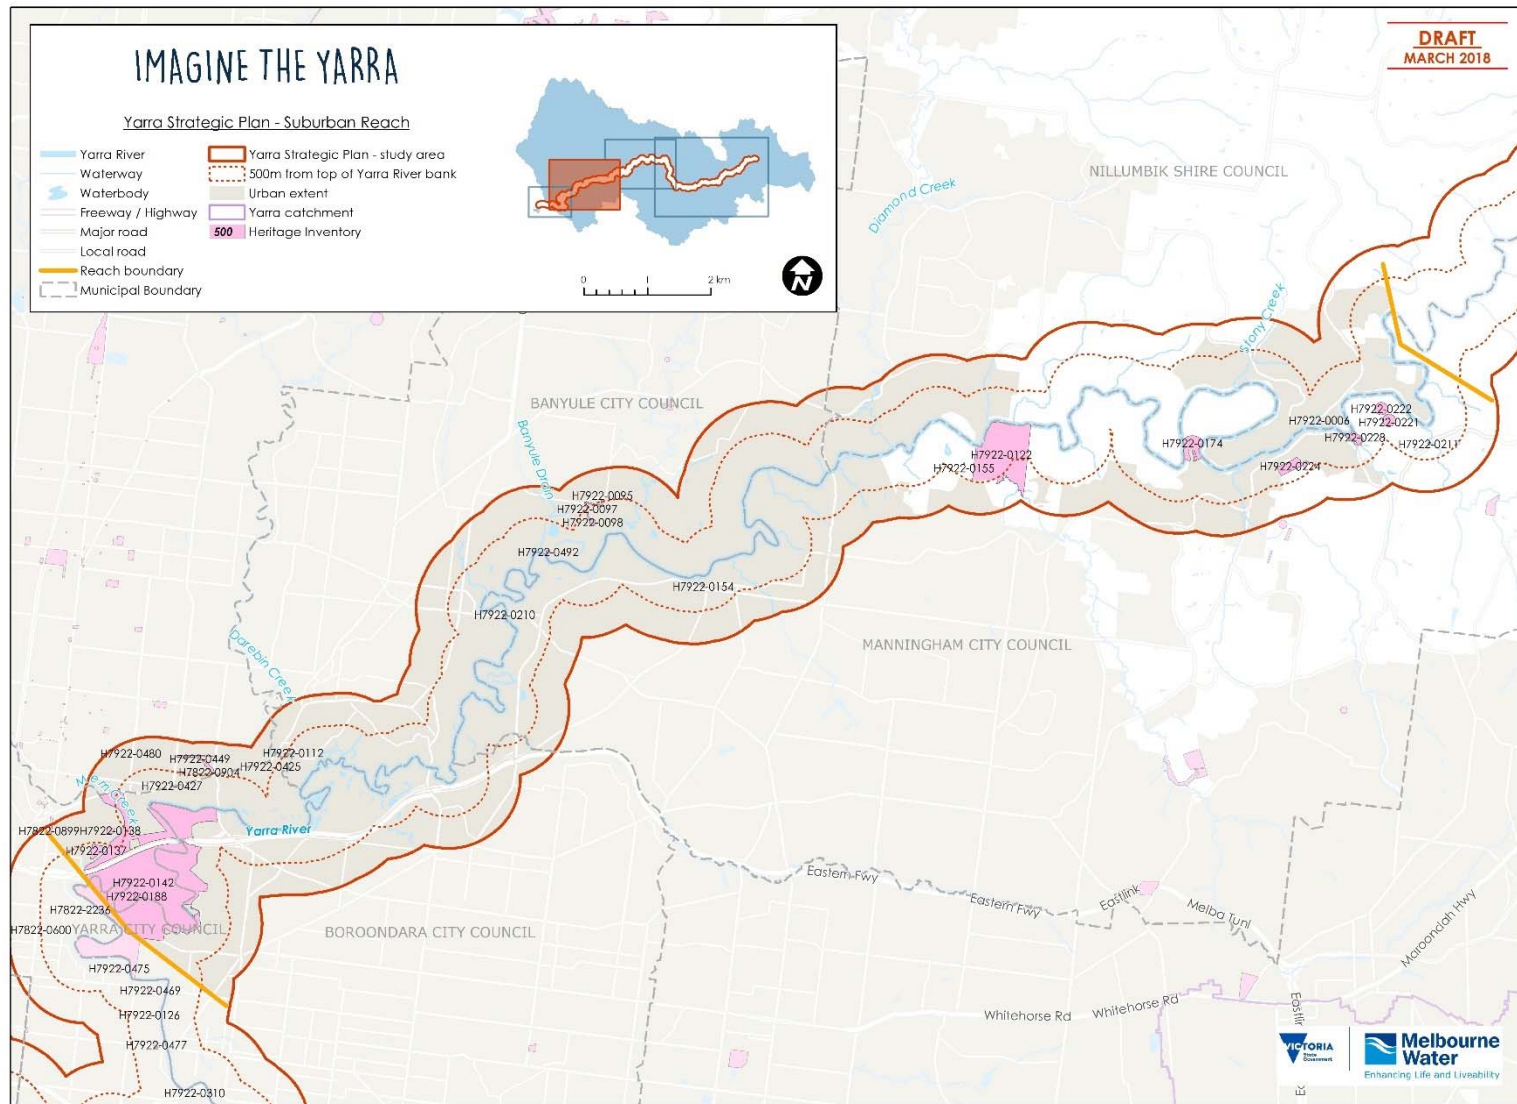 IMAGINE THE YARRA
Yarra Strategic Plan - Suburban Reach
Yarra River
Waterway
Waterbody
Freeway / Highway
Major road
Local road
Reach boundary
Municipal Boundary
Yarra Strategic Plan - study area
500m from top of Yarra River bank
Urban extent
Yarra catchment
500 Heritage Inventory
0 1 2 km
N
DRAFT
MARCH 2018
NILLUMBIK SHIRE COUNCIL
Diamond Creek
Stony Creek
BANYULE CITY COUNCIL
Banyule Drain
H7922-0222
H7922-0006
H7922-0221
H7922-0228
H7922-0211
H7922-0174
H7922-0122
H7922-0155
H7922-0224
H7922-0095
H7922-0097
H7922-0098
H7922-0492
H7922-0154
H7922-0210
MANNINGHAM CITY COUNCIL
Darebin Creek
H7922-0480
H7922-0449
H7922-0112
H7822-0904
H7922-0425
H7922-0427
Yarra River
H7822-0899
H7922-0138
H7922-0137
H7922-0142
H7922-0188
H7822-2236
H7822-0600
YARRA CITY COUNCIL
BOROONDARA CITY COUNCIL
H7922-0475
H7922-0469
H7922-0126
H7922-0477
H7922-0310
Eastern Fwy
Eastern Fwy
Eastlink
Melba Tunl
Maroondah Hwy
Whitehorse Rd
Whitehorse Rd
VICTORIA
State
Government
Melbourne
Water
Enhancing Life and Liveability